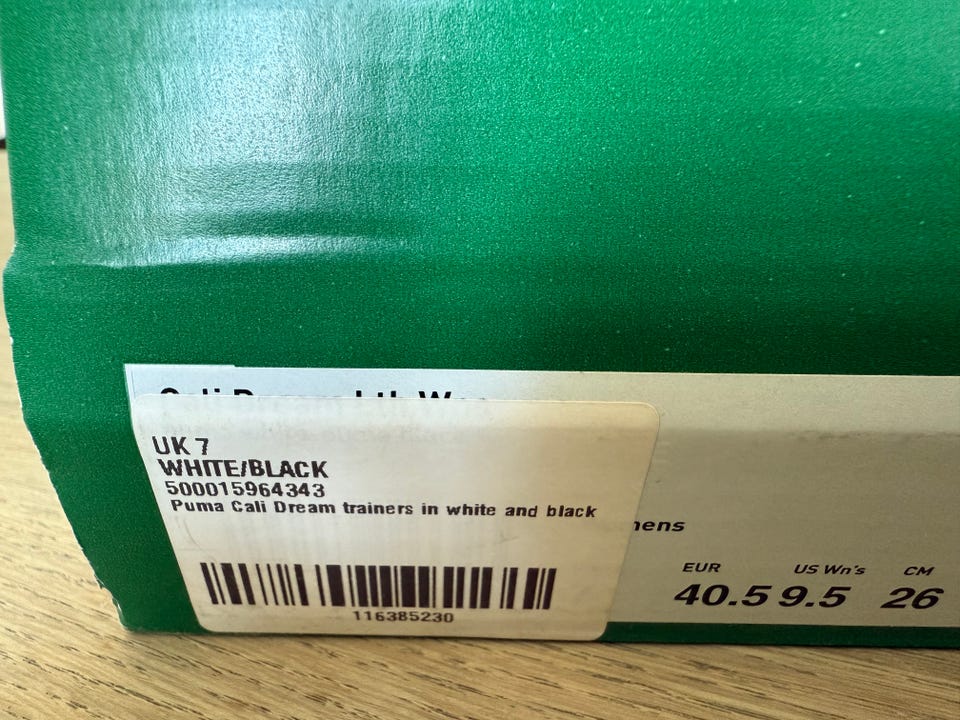 UK 7
WHITE/BLACK
500015964343
Puma Cali Dream trainers in white and black
116385230
EUR US Wn's CM
40.5 9.5 26